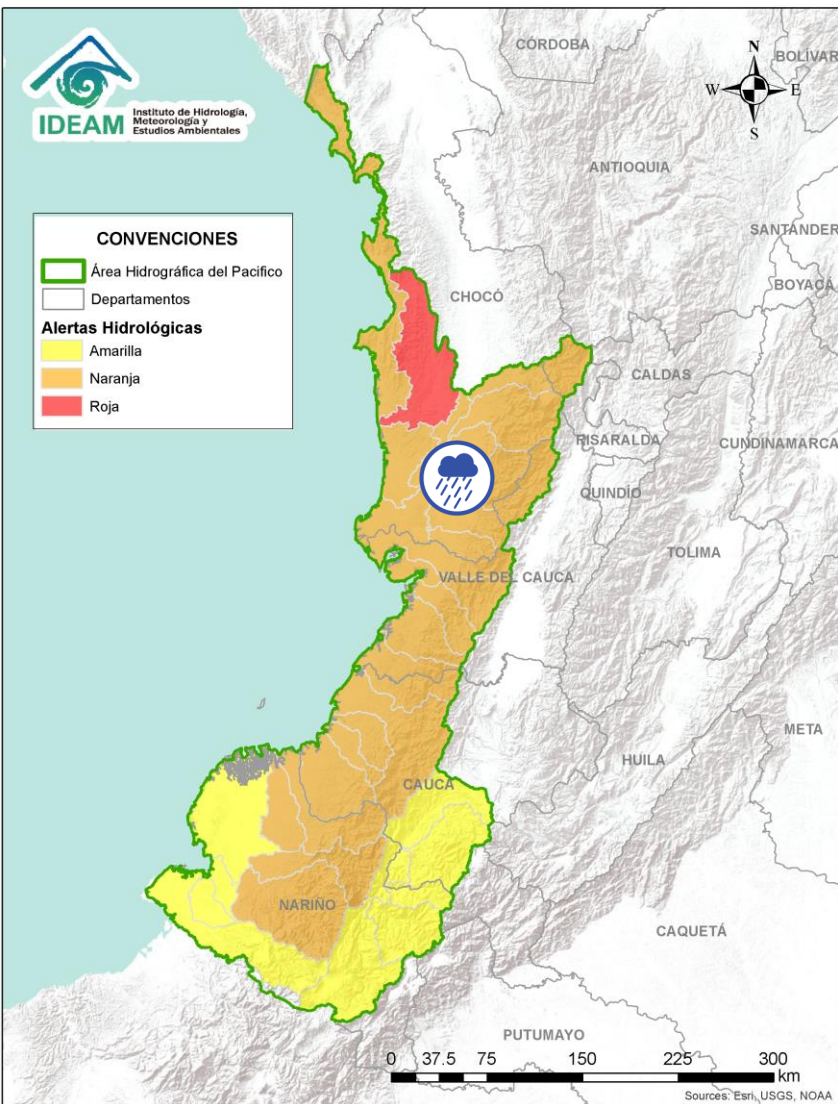 IDEAM
Instituto de Hidrología,
Meteorología y
Estudios Ambientales
CÓRDOBA
BOLÍVAR
N
W
E
S
ANTIOQUIA
SANTANDER
CONVENCIONES
Área Hidrográfica del Pacifico
Departamentos
Alertas Hidrológicas
Amarilla
Naranja
Roja
BOYACÁ
CHOCÓ
CALDAS
RISARALDA
CUNDINAMARCA
QUINDÍO
TOLIMA
VALLE DEL CAUCA
META
HUILA
CAUCA
NARIÑO
CAQUETÁ
PUTUMAYO
0 37.5 75 150 225 300
km
Sources: Esri, USGS, NOAA